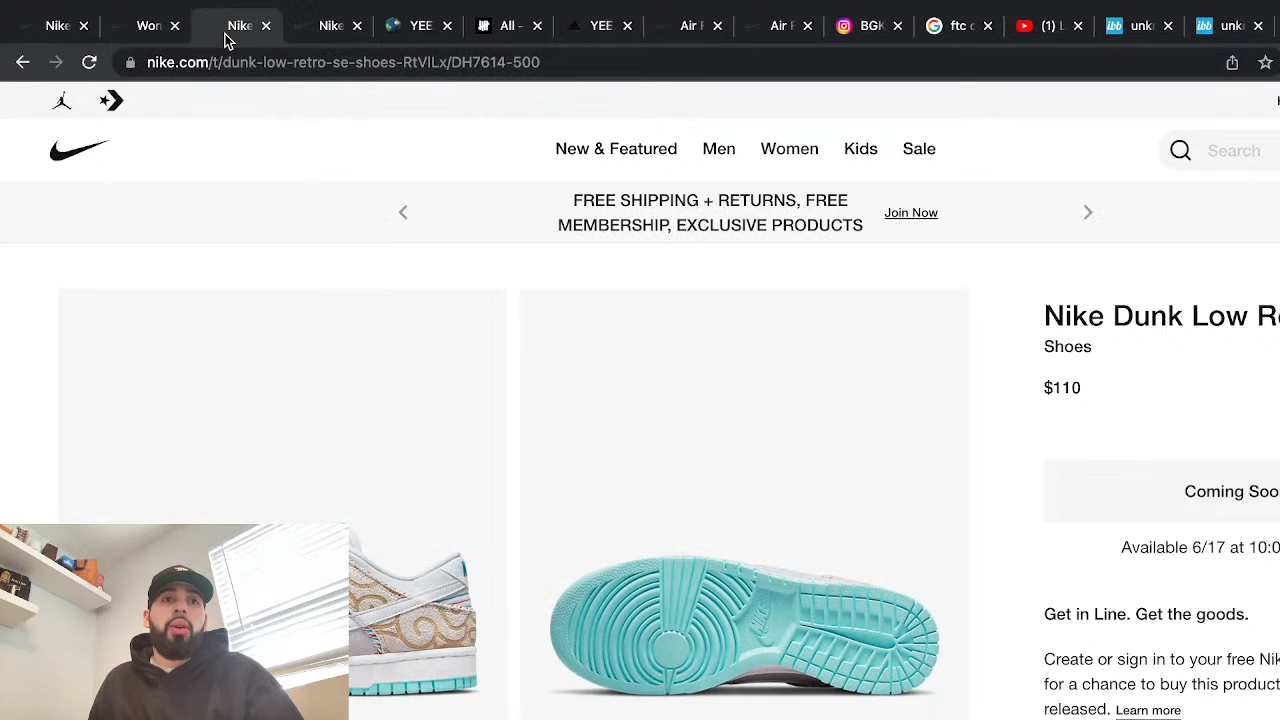 Nike
Won
Nike
Nike
YEE
All -
YEE
Air F
Air F
BGK
ftc c
(1) L
ibb
unk
ibb
unk
nike.com/t/dunk-low-retro-se-shoes-RtVlLx/DH7614-500
New & Featured
Men
Women
Kids
Sale
Search
FREE SHIPPING + RETURNS, FREE
MEMBERSHIP, EXCLUSIVE PRODUCTS
Join Now
Nike Dunk Low R
Shoes
$110
Coming Soo
Available 6/17 at 10:0
Get in Line. Get the goods.
Create or sign in to your free Nik
for a chance to buy this product
released. Learn more